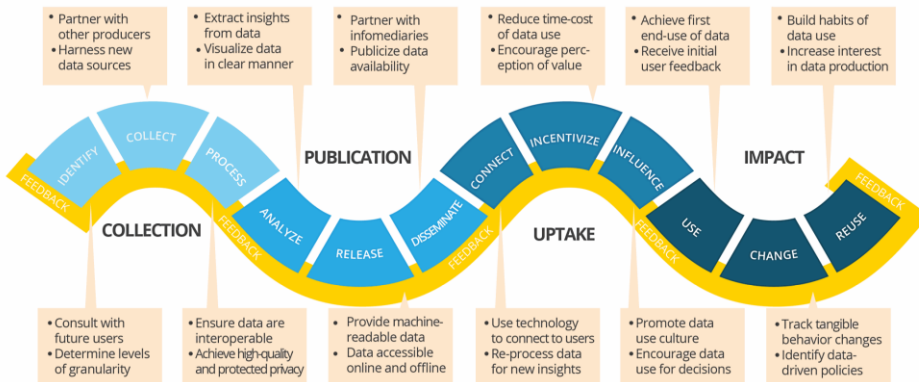 • Partner with
other producers
• Harness new
data sources
• Extract insights
from data
• Visualize data
in clear manner
• Partner with
infomediaries
• Publicize data
availability
• Reduce time-cost
of data use
• Encourage perc-
eption of value
• Achieve first
end-use of data
• Receive initial
user feedback
• Build habits of
data use
• Increase interest
in data production
IDENTIFY
COLLECT
PROCESS
ANALYZE
RELEASE
DISSEMINATE
CONNECT
INCENTIVIZE
INFLUENCE
USE
CHANGE
REUSE
FEEDBACK
FEEDBACK
FEEDBACK
FEEDBACK
FEEDBACK
COLLECTION
PUBLICATION
UPTAKE
IMPACT
• Consult with
future users
• Determine levels
of granularity
• Ensure data are
interoperable
• Achieve high-quality
and protected privacy
• Provide machine-
readable data
• Data accessible
online and offline
• Use technology
to connect to users
• Re-process data
for new insights
• Promote data
use culture
• Encourage data
use for decisions
• Track tangible
behavior changes
• Identify data-
driven policies